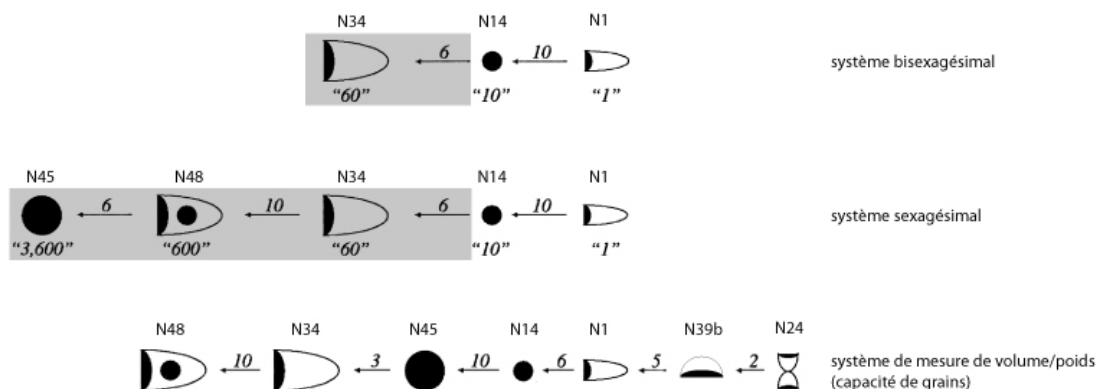 N34 N14 N1
6 10
système bisexagésimal
“60” “10” “1”
N45 N48 N34 N14 N1
6 10 6 10
système sexagésimal
“3,600” “600” “60” “10” “1”
N48 N34 N45 N14 N1 N39b N24
10 3 10 6 5 2
système de mesure de volume/poids
(capacité de grains)